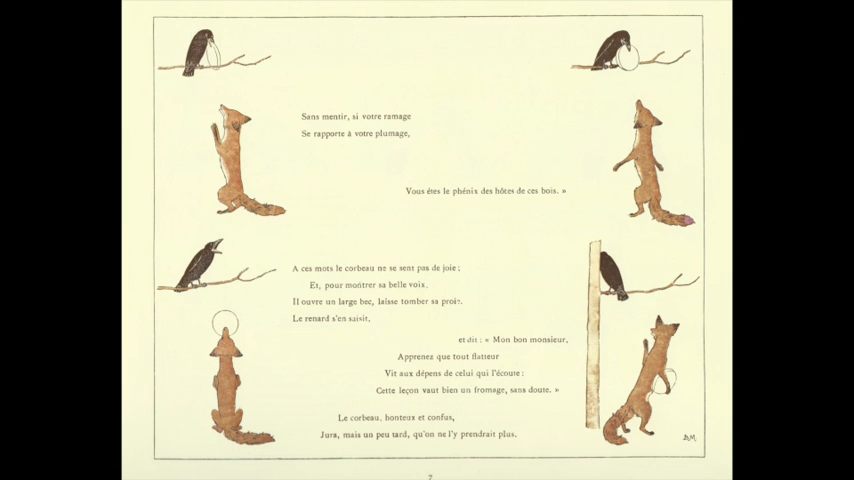 Sans mentir, si votre ramage
Se rapporte à votre plumage,
Vous êtes le phénix des hôtes de ces bois. »
A ces mots le corbeau ne se sent pas de joie ;
Et, pour montrer sa belle voix,
Il ouvre un large bec, laisse tomber sa proie.
Le renard s'en saisit,
et dit : « Mon bon monsieur,
Apprenez que tout flatteur
Vit aux dépens de celui qui l'écoute :
Cette leçon vaut bien un fromage, sans doute. »
Le corbeau, honteux et confus,
Jura, mais un peu tard, qu'on ne l'y prendrait plus.
B.M.
7